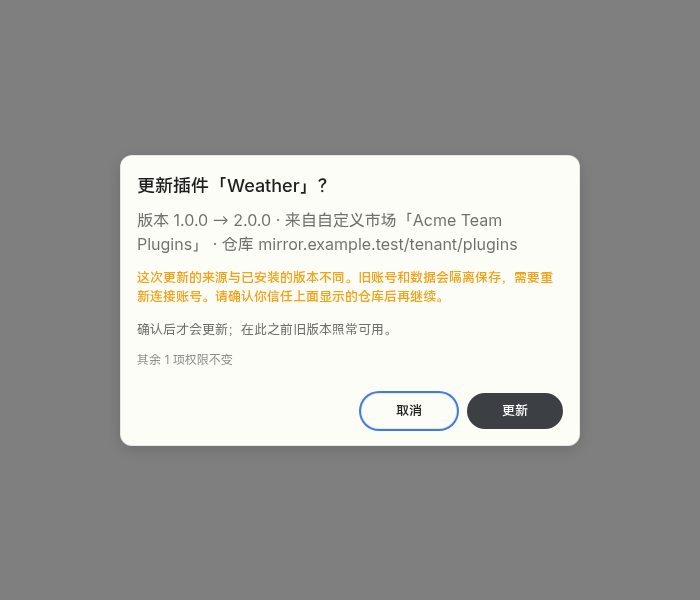 更新插件「Weather」?
版本 1.0.0 → 2.0.0 · 来自自定义市场「Acme Team
Plugins」 · 仓库 mirror.example.test/tenant/plugins
这次更新的来源与已安装的版本不同。旧账号和数据会隔离保存，需要重
新连接账号。请确认你信任上面显示的仓库后再继续。
确认后才会更新；在此之前旧版本照常可用。
其余 1 项权限不变
取消
更新